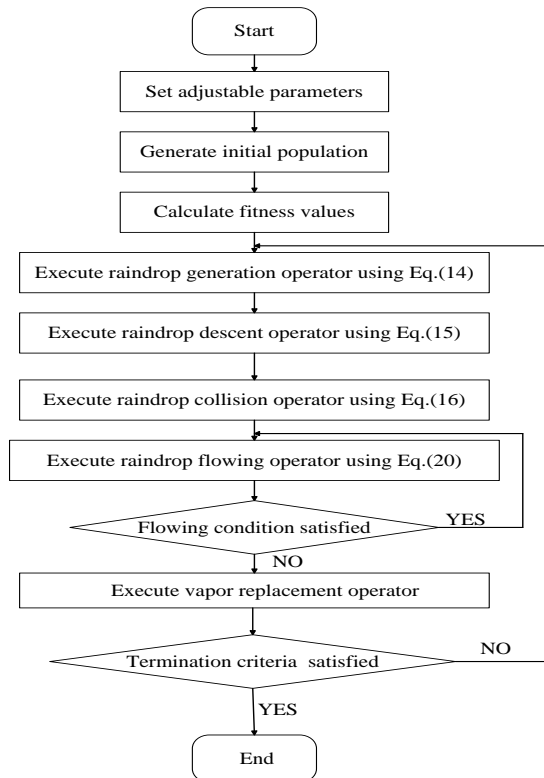 Start
Set adjustable parameters
Generate initial population
Calculate fitness values
Execute raindrop generation operator using Eq.(14)
Execute raindrop descent operator using Eq.(15)
Execute raindrop collision operator using Eq.(16)
Execute raindrop flowing operator using Eq.(20)
Flowing condition satisfied
YES
NO
Execute vapor replacement operator
Termination criteria satisfied
NO
YES
End